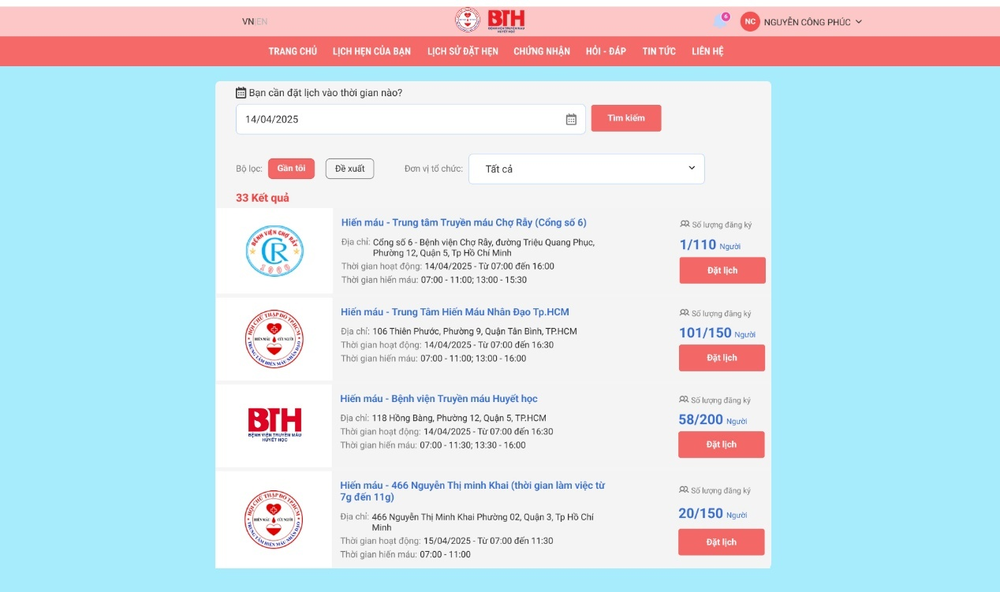 VN|EN
BTH
BỆNH VIỆN TRUYỀN MÁU
HUYẾT HỌC
6
NC
NGUYỄN CÔNG PHÚC
TRANG CHỦ LỊCH HẸN CỦA BẠN LỊCH SỬ ĐẶT HẸN CHỨNG NHẬN HỎI - ĐÁP TIN TỨC LIÊN HỆ
Bạn cần đặt lịch vào thời gian nào?
14/04/2025
Tìm kiếm
Bộ lọc: Gần tôi Đề xuất Đơn vị tổ chức: Tất cả
33 Kết quả
BỆNH VIỆN CHỢ RẪY
CR
1900
Hiến máu - Trung tâm Truyền máu Chợ Rẫy (Cổng số 6)
Địa chỉ: Cổng số 6 - Bệnh viện Chợ Rẫy, đường Triệu Quang Phục,
Phường 12, Quận 5, Tp Hồ Chí Minh
Thời gian hoạt động: 14/04/2025 - Từ 07:00 đến 16:00
Thời gian hiến máu: 07:00 - 11:00; 13:00 - 15:30
Số lượng đăng ký
1/110 Người
Đặt lịch
HỘI CHỮ THẬP ĐỎ TP.HCM
HIẾN MÁU CỨU NGƯỜI
TRUNG TÂM HIẾN MÁU NHÂN ĐẠO
Hiến máu - Trung Tâm Hiến Máu Nhân Đạo Tp.HCM
Địa chỉ: 106 Thiên Phước, Phường 9, Quận Tân Bình, TP.HCM
Thời gian hoạt động: 14/04/2025 - Từ 07:00 đến 16:30
Thời gian hiến máu: 07:00 - 11:00; 13:00 - 16:00
Số lượng đăng ký
101/150 Người
Đặt lịch
BTH
BỆNH VIỆN TRUYỀN MÁU
HUYẾT HỌC
Hiến máu - Bệnh viện Truyền máu Huyết học
Địa chỉ: 118 Hồng Bàng, Phường 12, Quận 5, TP.HCM
Thời gian hoạt động: 14/04/2025 - Từ 07:00 đến 16:30
Thời gian hiến máu: 07:00 - 11:30; 13:30 - 16:00
Số lượng đăng ký
58/200 Người
Đặt lịch
HỘI CHỮ THẬP ĐỎ TP.HCM
HIẾN MÁU CỨU NGƯỜI
TRUNG TÂM HIẾN MÁU NHÂN ĐẠO
Hiến máu - 466 Nguyễn Thị minh Khai (thời gian làm việc từ
7g đến 11g)
Địa chỉ: 466 Nguyễn Thị Minh Khai Phường 02, Quận 3, Tp Hồ Chí
Minh
Thời gian hoạt động: 15/04/2025 - Từ 07:00 đến 11:30
Thời gian hiến máu: 07:00 - 11:00
Số lượng đăng ký
20/150 Người
Đặt lịch